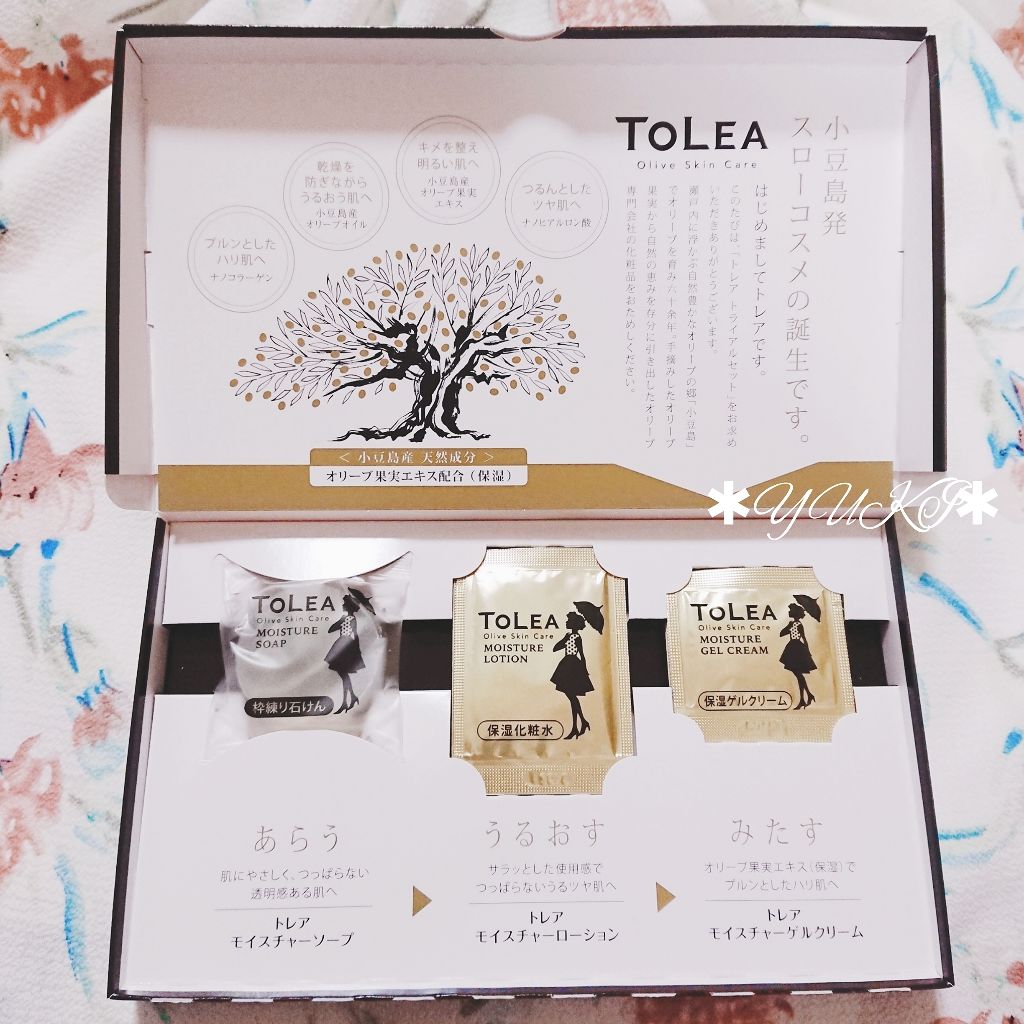 小豆島発
スローコスメの誕生です。
TOLEA
Olive Skin Care
はじめましてトレアです。
このたびは、「トレア トライアルセット」をお求め
いただきありがとうございます。
瀬戸内に浮かぶ自然豊かなオリーブの郷「小豆島」
でオリーブを育み六十余年。手摘みしたオリーブ
果実から自然の恵みを存分に引き出したオリーブ
専門会社の化粧品をおためしください。
プルンとした
ハリ肌へ
ナノコラーゲン
乾燥を
防ぎながら
うるおう肌へ
小豆島産
オリーブオイル
キメを整え
明るい肌へ
小豆島産
オリーブ果実
エキス
つるんとした
ツヤ肌へ
ナノヒアルロン酸
＜ 小豆島産 天然成分 ＞
オリーブ果実エキス配合（保湿）
✱YUKI✱
TOLEA
Olive Skin Care
MOISTURE
SOAP
枠練り石けん
TOLEA
Olive Skin Care
MOISTURE
LOTION
保湿化粧水
TOLEA
Olive Skin Care
MOISTURE
GEL CREAM
保湿ゲルクリーム
あらう
肌にやさしく、つっぱらない
透明感ある肌へ
トレア
モイスチャーソープ
うるおす
サラッとした使用感で
つっぱらないうるツヤ肌へ
トレア
モイスチャーローション
みたす
オリーブ果実エキス（保湿）で
プルンとしたハリ肌へ
トレア
モイスチャーゲルクリーム